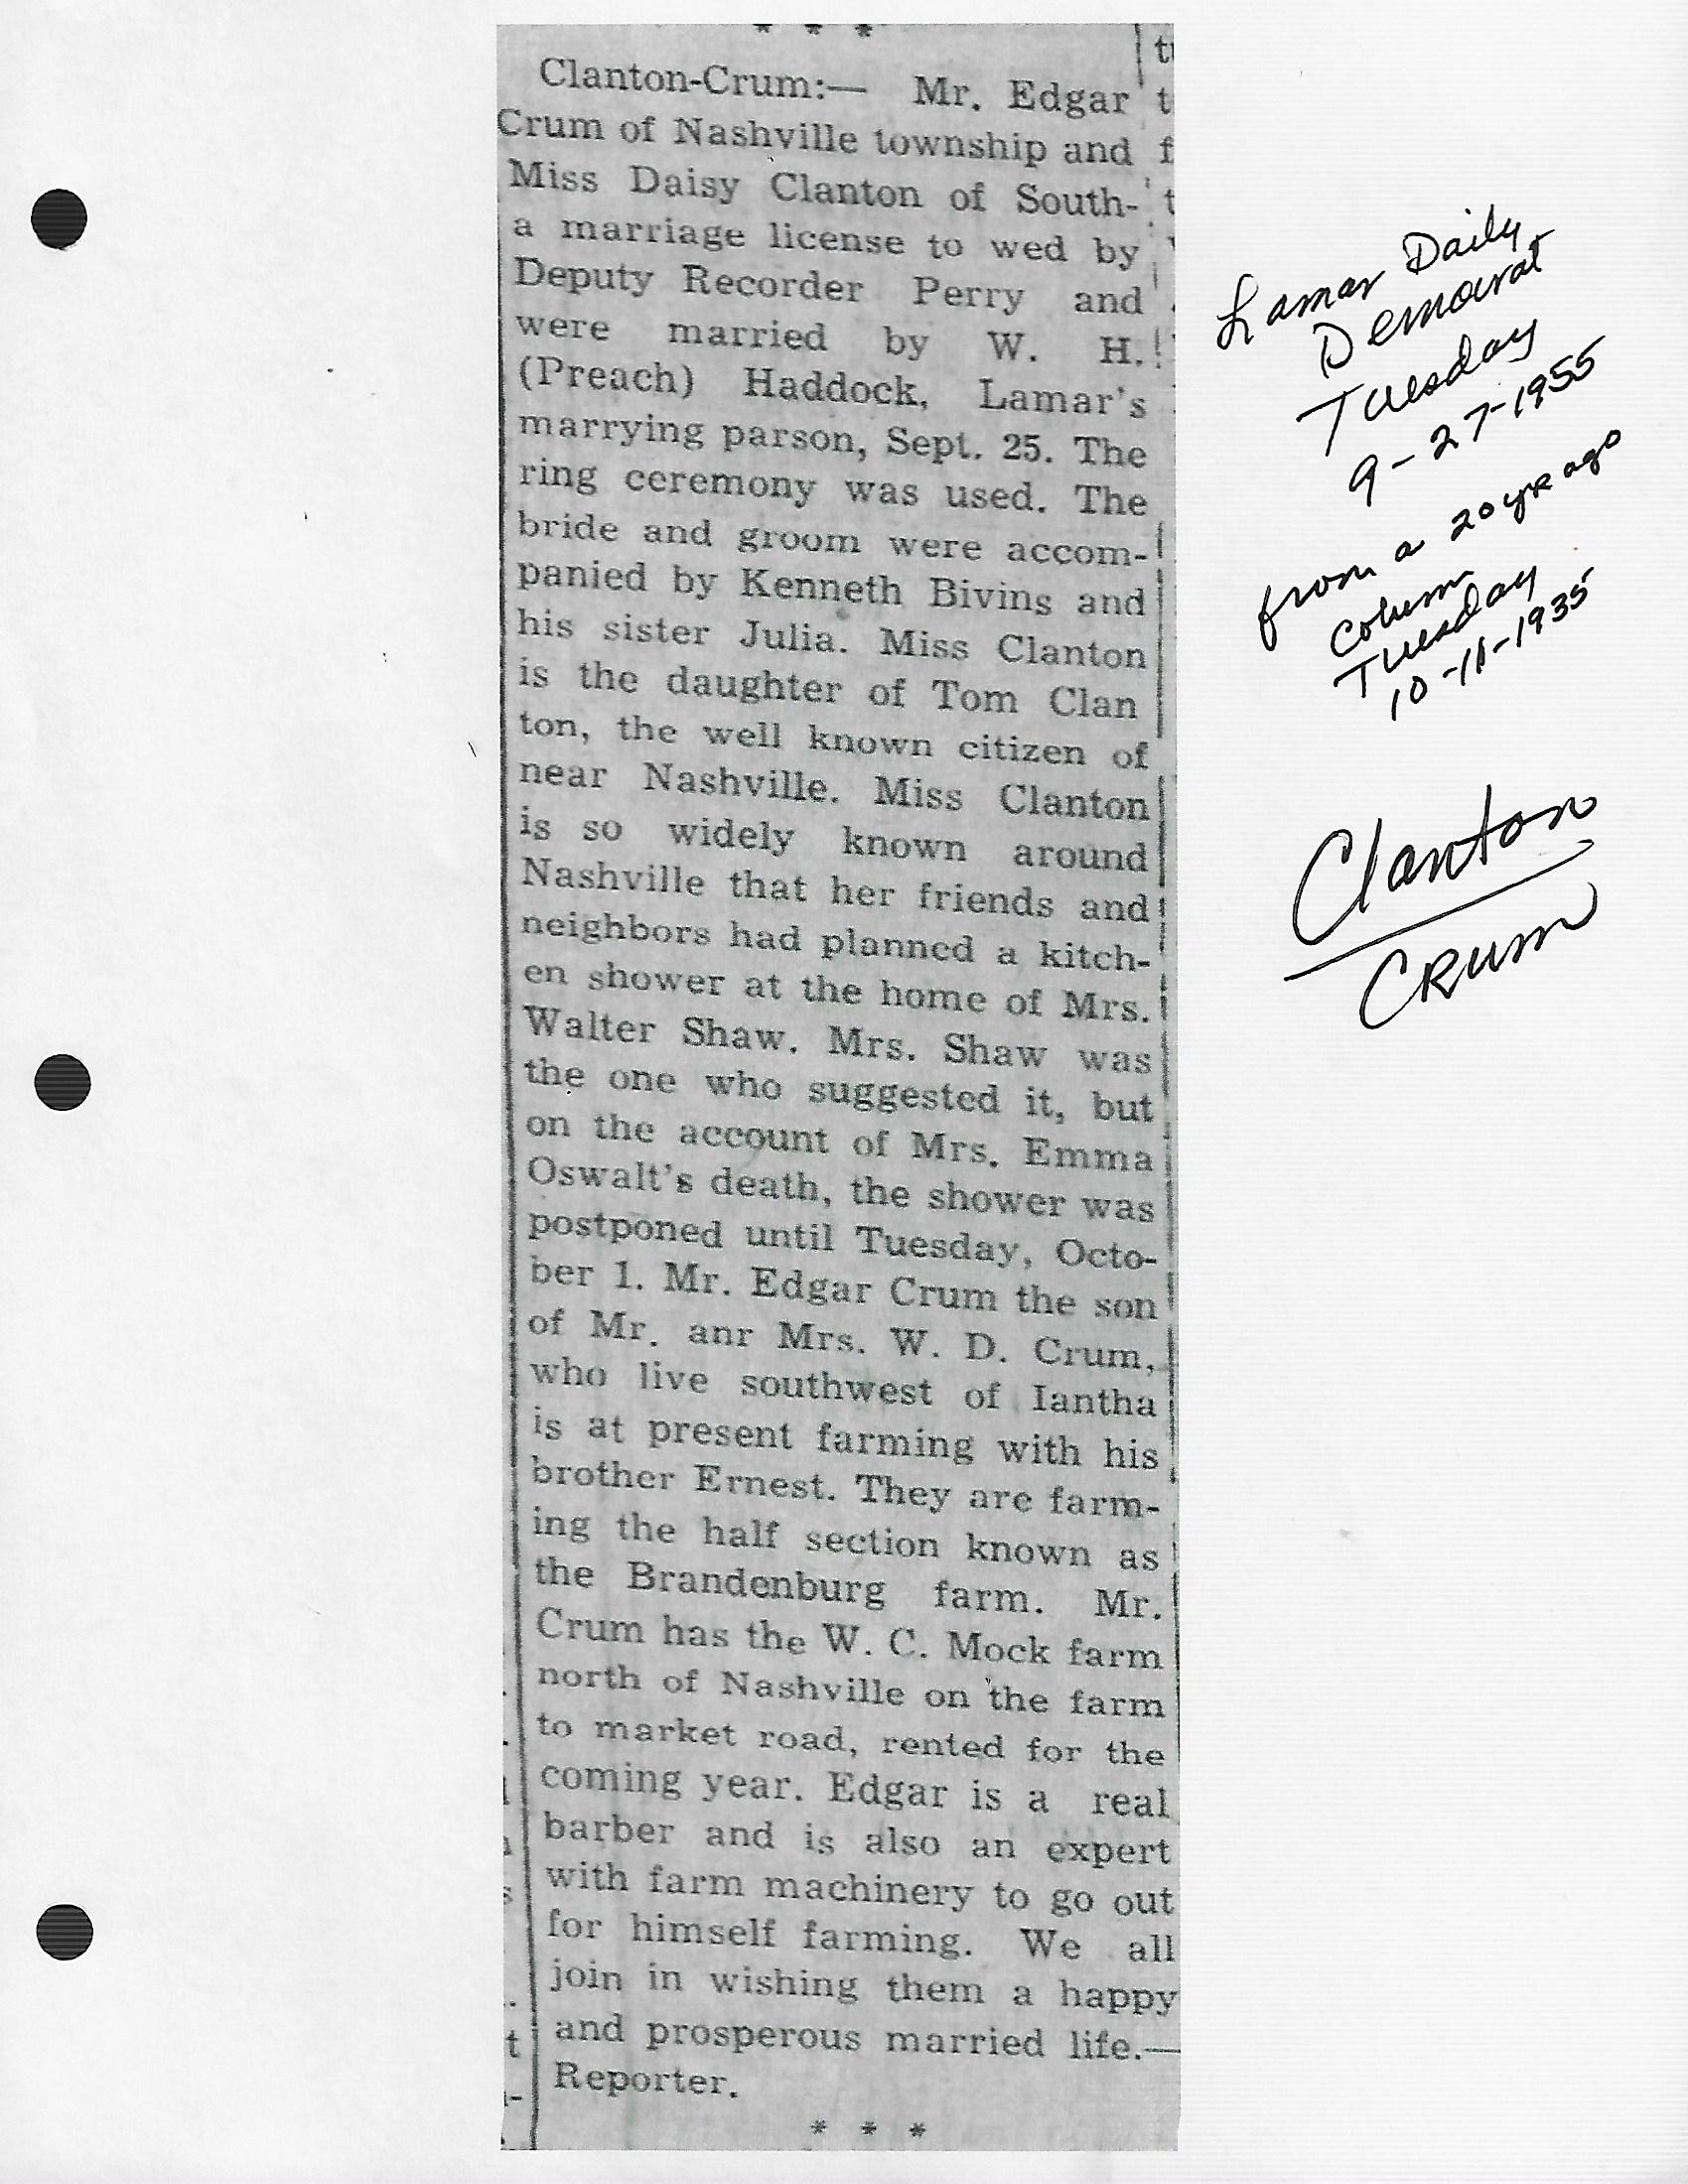 * * *
Clanton-Crum:— Mr. Edgar
Crum of Nashville township and
Miss Daisy Clanton of South-
a marriage license to wed by
Deputy Recorder Perry and
were married by W. H.
(Preach) Haddock, Lamar's
marrying parson, Sept. 25. The
ring ceremony was used. The
bride and groom were accom-
panied by Kenneth Bivins and
his sister Julia. Miss Clanton
is the daughter of Tom Clan
ton, the well known citizen of
near Nashville. Miss Clanton
is so widely known around
Nashville that her friends and
neighbors had planned a kitch-
en shower at the home of Mrs.
Walter Shaw. Mrs. Shaw was
the one who suggested it, but
on the account of Mrs. Emma
Oswalt's death, the shower was
postponed until Tuesday, Octo-
ber 1. Mr. Edgar Crum the son
of Mr. anr Mrs. W. D. Crum,
who live southwest of Iantha
is at present farming with his
brother Ernest. They are farm-
ing the half section known as
the Brandenburg farm. Mr.
Crum has the W. C. Mock farm
north of Nashville on the farm
to market road, rented for the
coming year. Edgar is a real
barber and is also an expert
with farm machinery to go out
for himself farming. We all
join in wishing them a happy
and prosperous married life.—
Reporter.
* * *
Lamar Daily
Democrat
Tuesday
9-27-1955
from a 20 yr ago
column
Tuesday
10-11-1935
Clanton
Crum